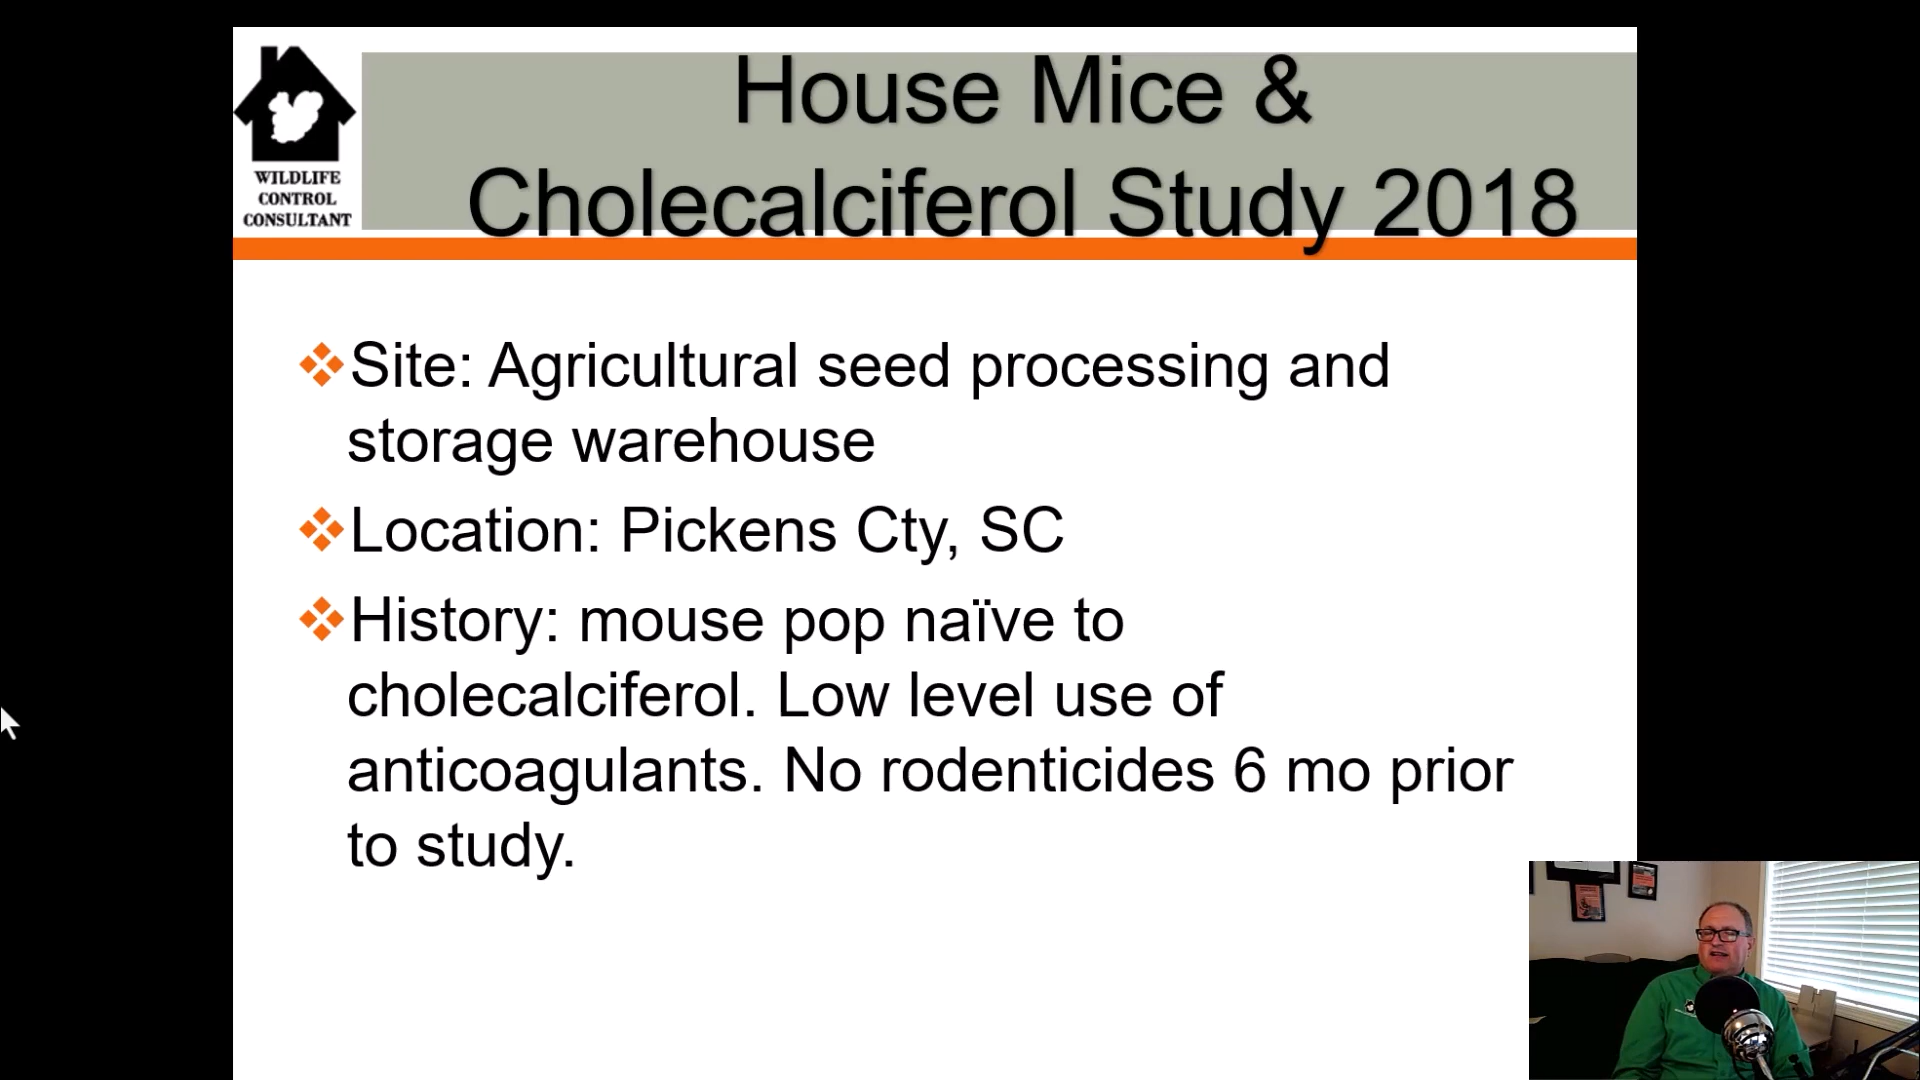 House Mice &
Cholecalciferol Study 2018
WILDLIFE
CONTROL
CONSULTANT
Site: Agricultural seed processing and
storage warehouse
Location: Pickens Cty, SC
History: mouse pop naïve to
cholecalciferol. Low level use of
anticoagulants. No rodenticides 6 mo prior
to study.